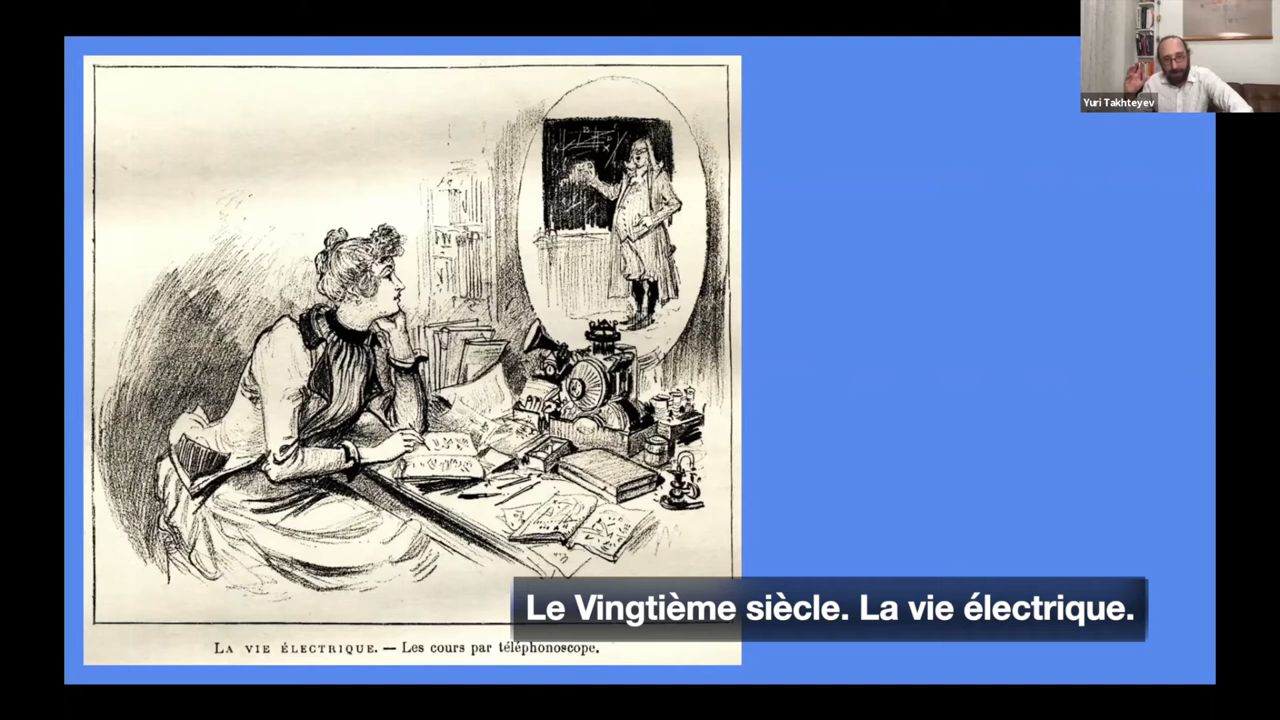 Yuri Takhteyev
Le Vingtième siècle. La vie électrique.
LA VIE ÉLECTRIQUE. — Les cours par téléphonoscope.